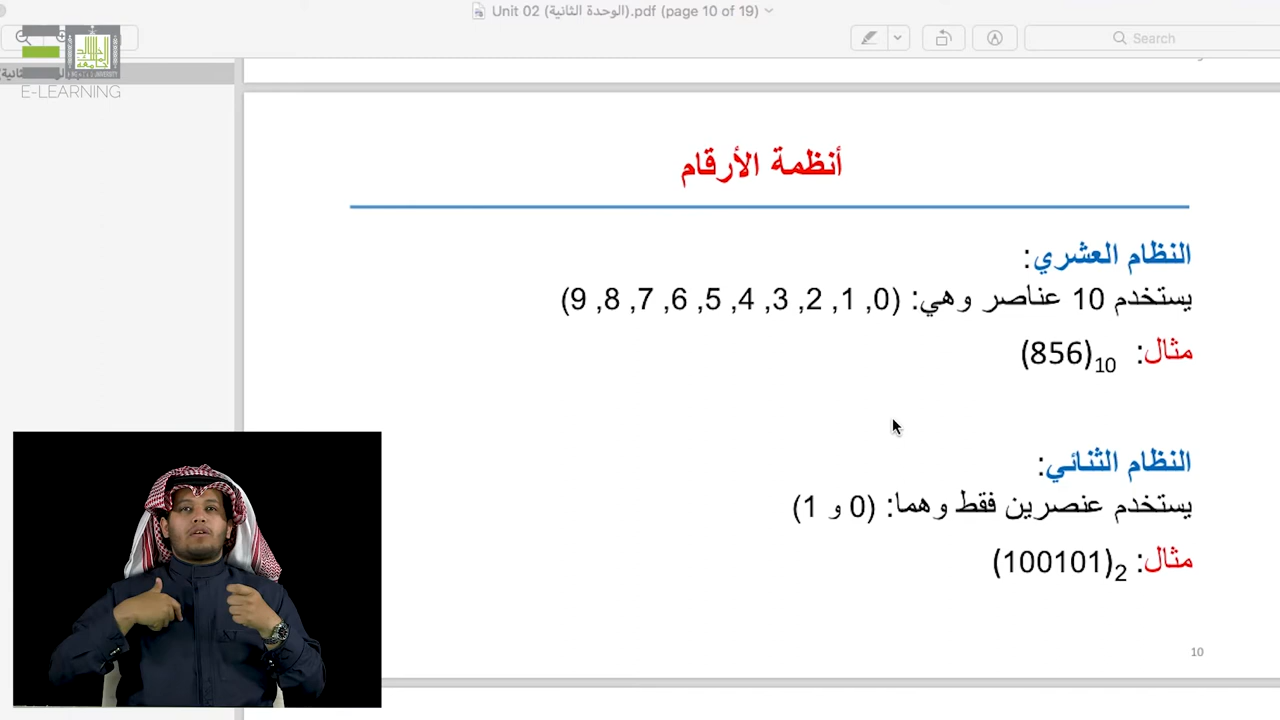 Unit 02 (الوحدة الثانية).pdf (page 10 of 19)
Search
E-LEARNING
أنظمة الأرقام
النظام العشري:
يستخدم 10 عناصر وهي: (0, 1, 2, 3, 4, 5, 6, 7, 8, 9)
مثال: (856)10
النظام الثنائي:
يستخدم عنصرين فقط وهما: (0 و 1)
مثال: (100101)2
10